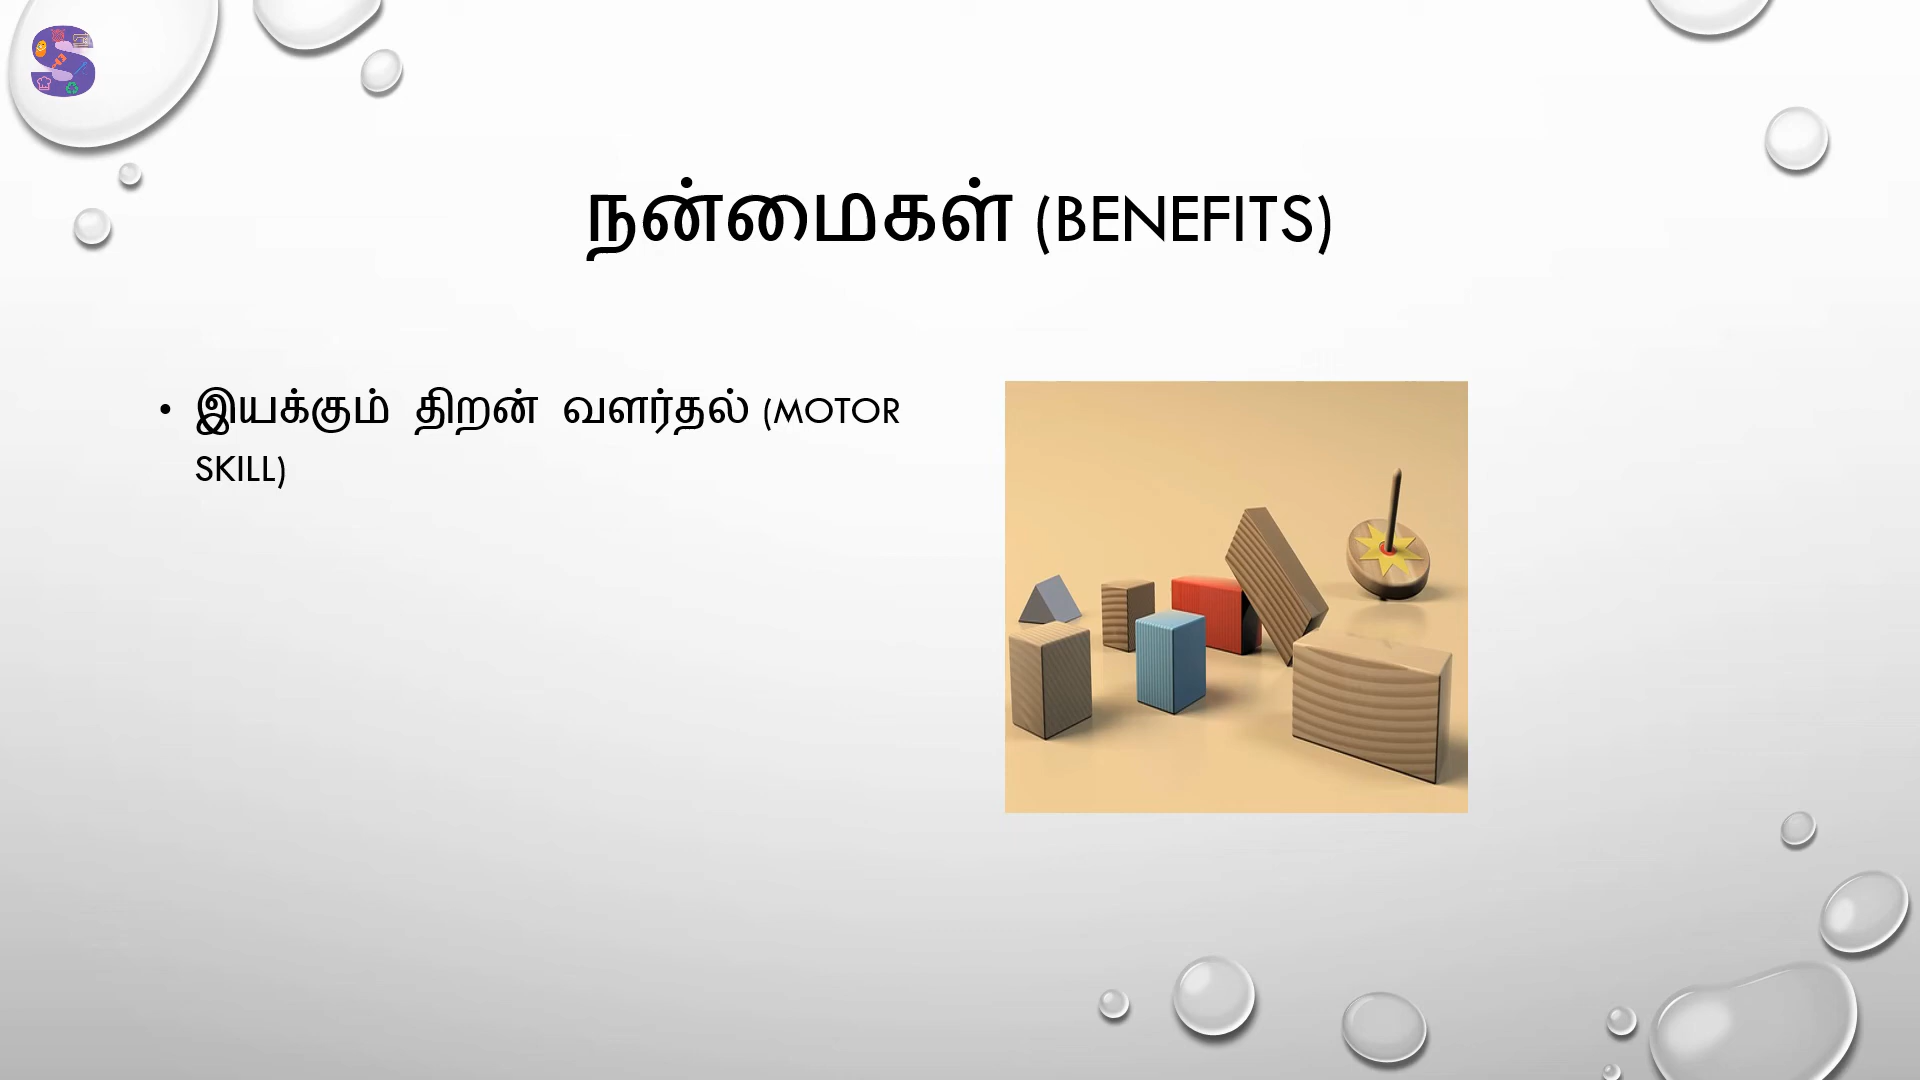 நன்மைகள் (BENEFITS)
• இயக்கும் திறன் வளர்தல் (MOTOR
SKILL)